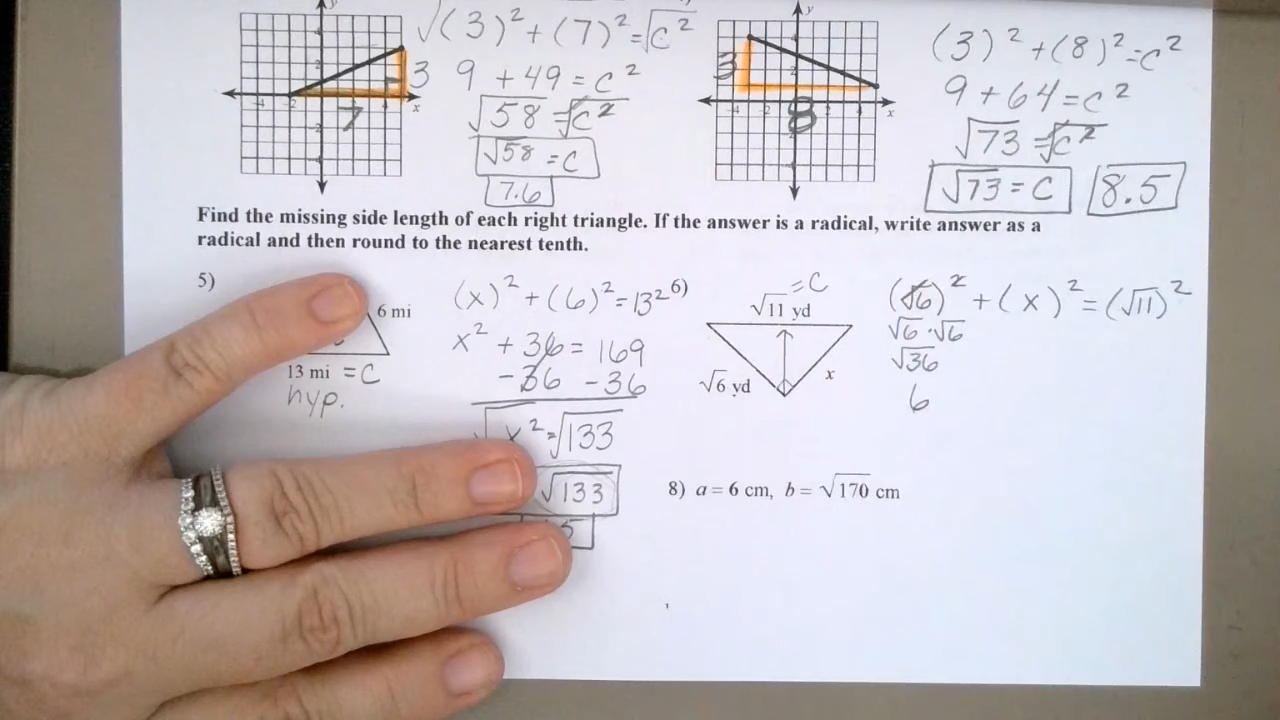 y
√(3)² + (7)² = √c²
3
9 + 49 = c²
-4
x
7
√58 = √c²
√58 = C
7.6
y
3
(3)² + (8)² = c²
9 + 64 = c²
-4
x
8
√73 = √c²
√73 = C
8.5
Find the missing side length of each right triangle. If the answer is a radical, write answer as a
radical and then round to the nearest tenth.
5)
6 mi
13 mi = C
hyp.
(x)² + (6)² = 13²
x² + 36 = 169
-36 -36
√x² = √133
√133
5
6)
= C
√11 yd
√6 yd
x
(√6)² + (x)² = (√11)²
√6 · √6
√36
6
8) a = 6 cm, b = √170 cm